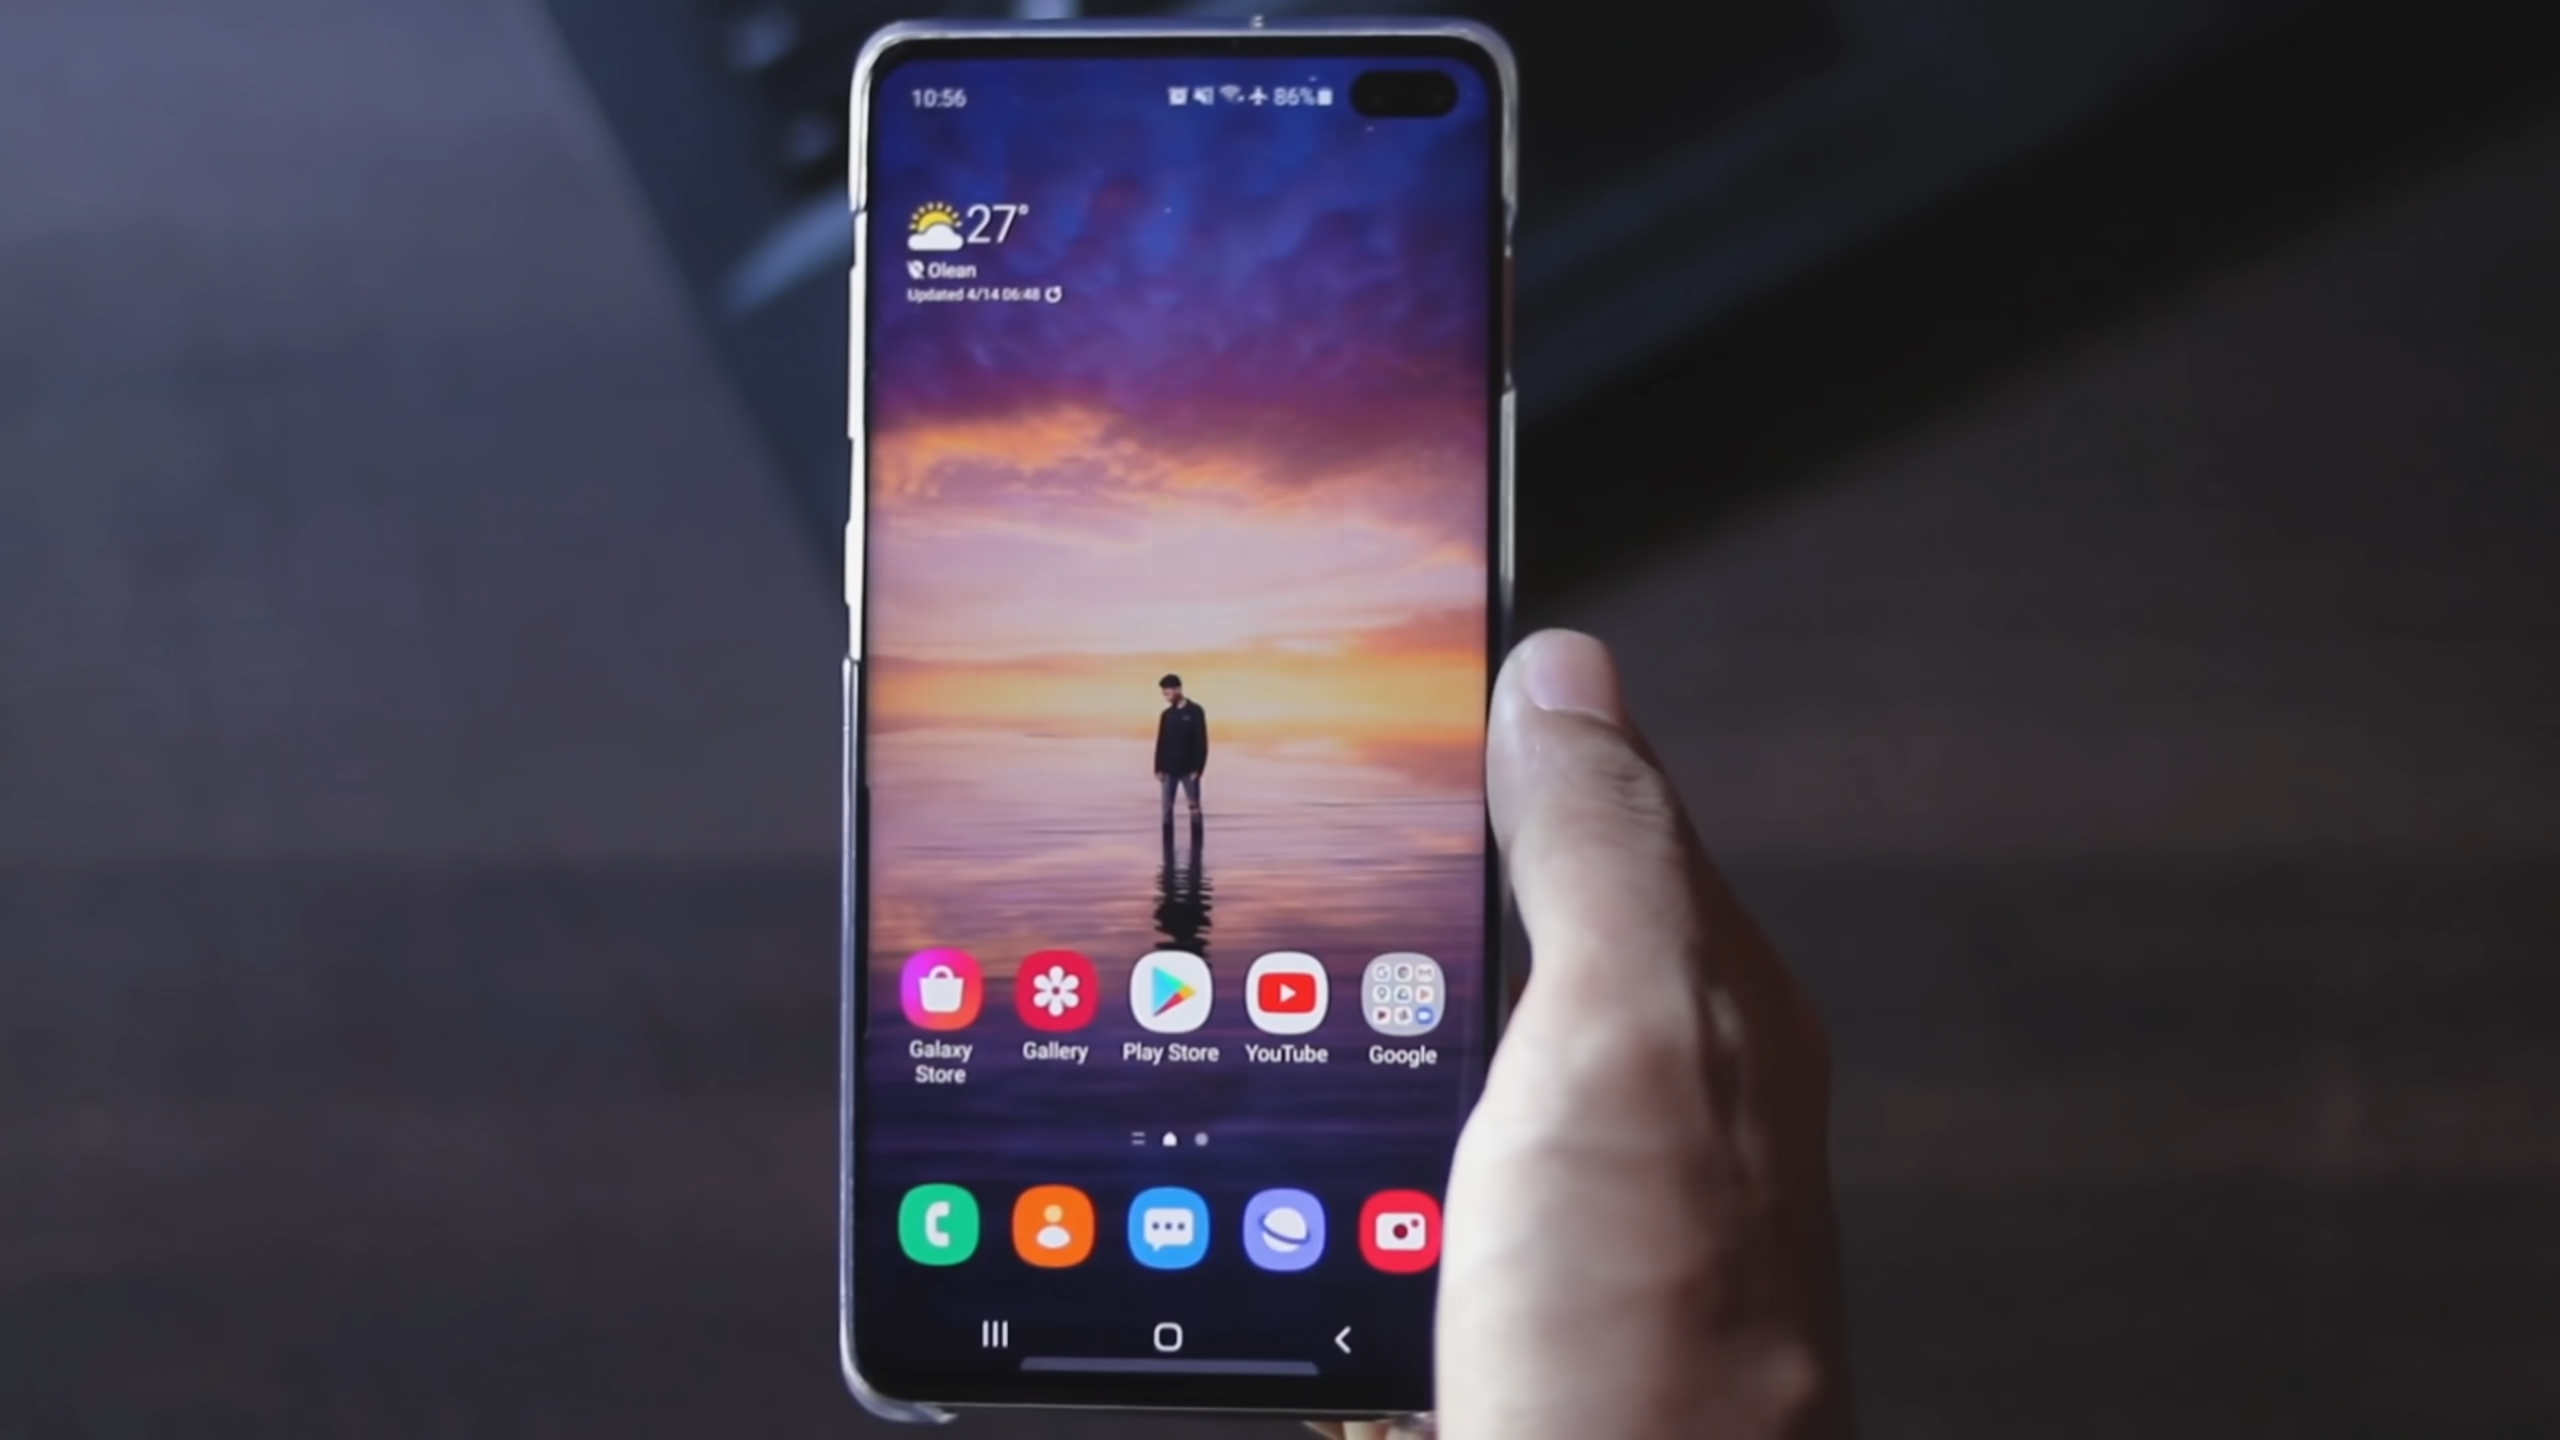 10:56
86%
27°
Olean
Updated 4/14 06:48
Galaxy Store
Gallery
Play Store
YouTube
Google